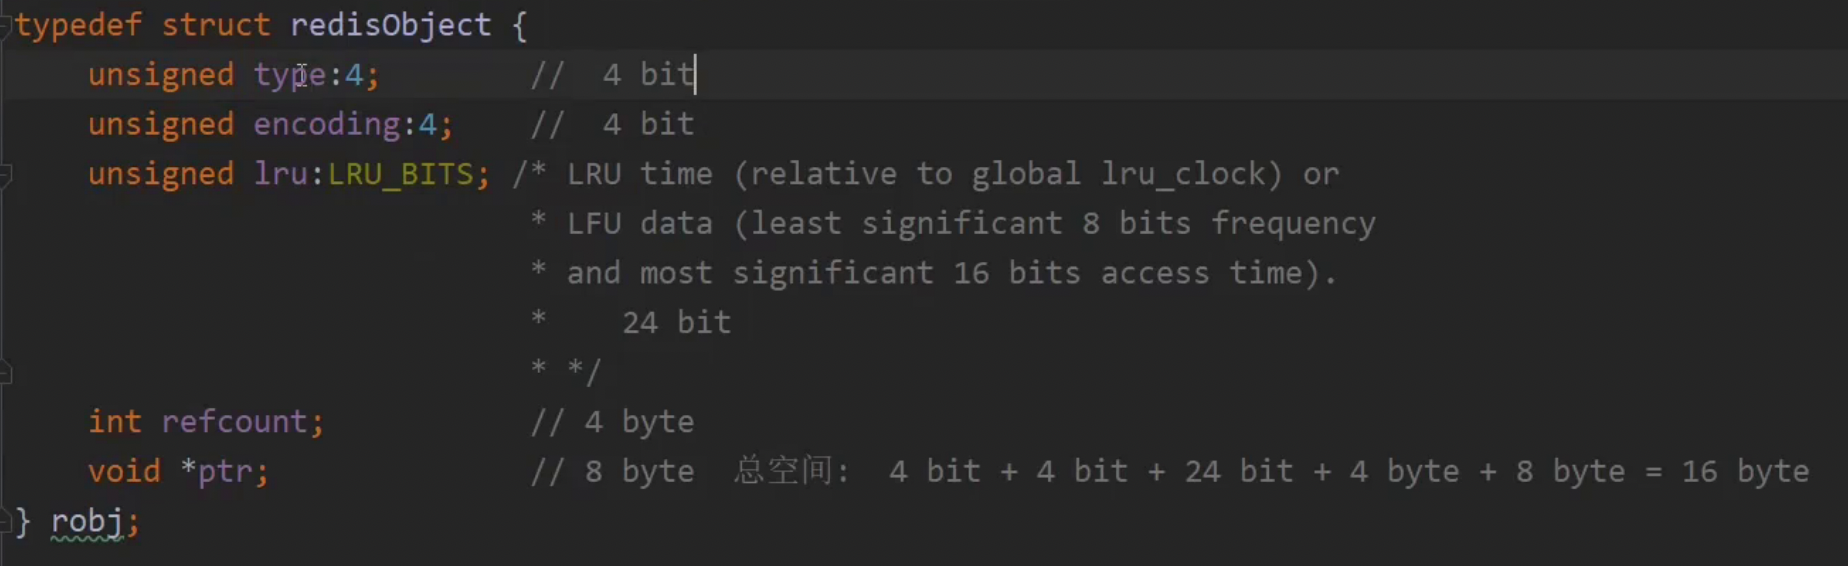 typedef struct redisObject {
    unsigned type:4;        //  4 bit
    unsigned encoding:4;    //  4 bit
    unsigned lru:LRU_BITS; /* LRU time (relative to global lru_clock) or
                            * LFU data (least significant 8 bits frequency
                            * and most significant 16 bits access time).
                            *    24 bit
                            * */
    int refcount;           // 4 byte
    void *ptr;              // 8 byte  总空间:  4 bit + 4 bit + 24 bit + 4 byte + 8 byte = 16 byte
} robj;